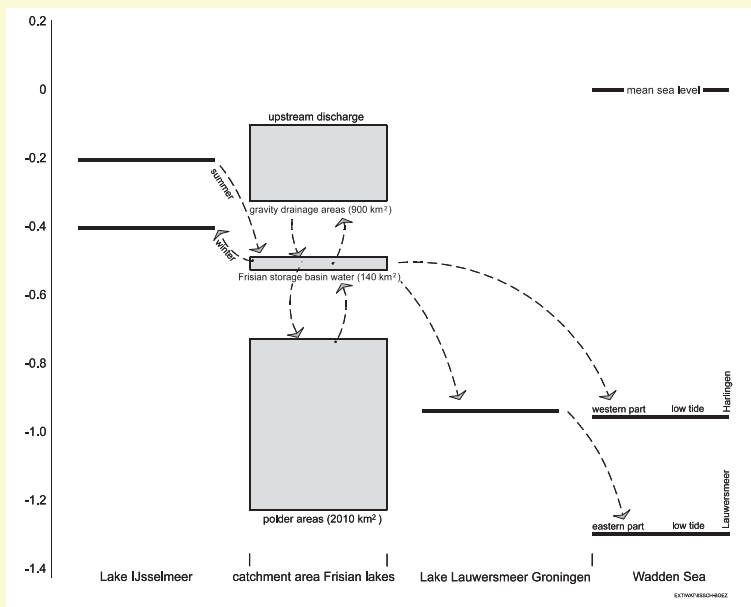 0.2
0
mean sea level
upstream discharge
-0.2
summer
gravity drainage areas (900 km²)
-0.4
winter
Frisian storage basin water (140 km²)
-0.6
-0.8
Harlingen
western part low tide
-1.0
Lauwersmeer
-1.2
polder areas (2010 km²)
eastern part low tide
-1.4
Lake IJsselmeer
catchment area Frisian lakes
Lake Lauwersmeer Groningen
Wadden Sea